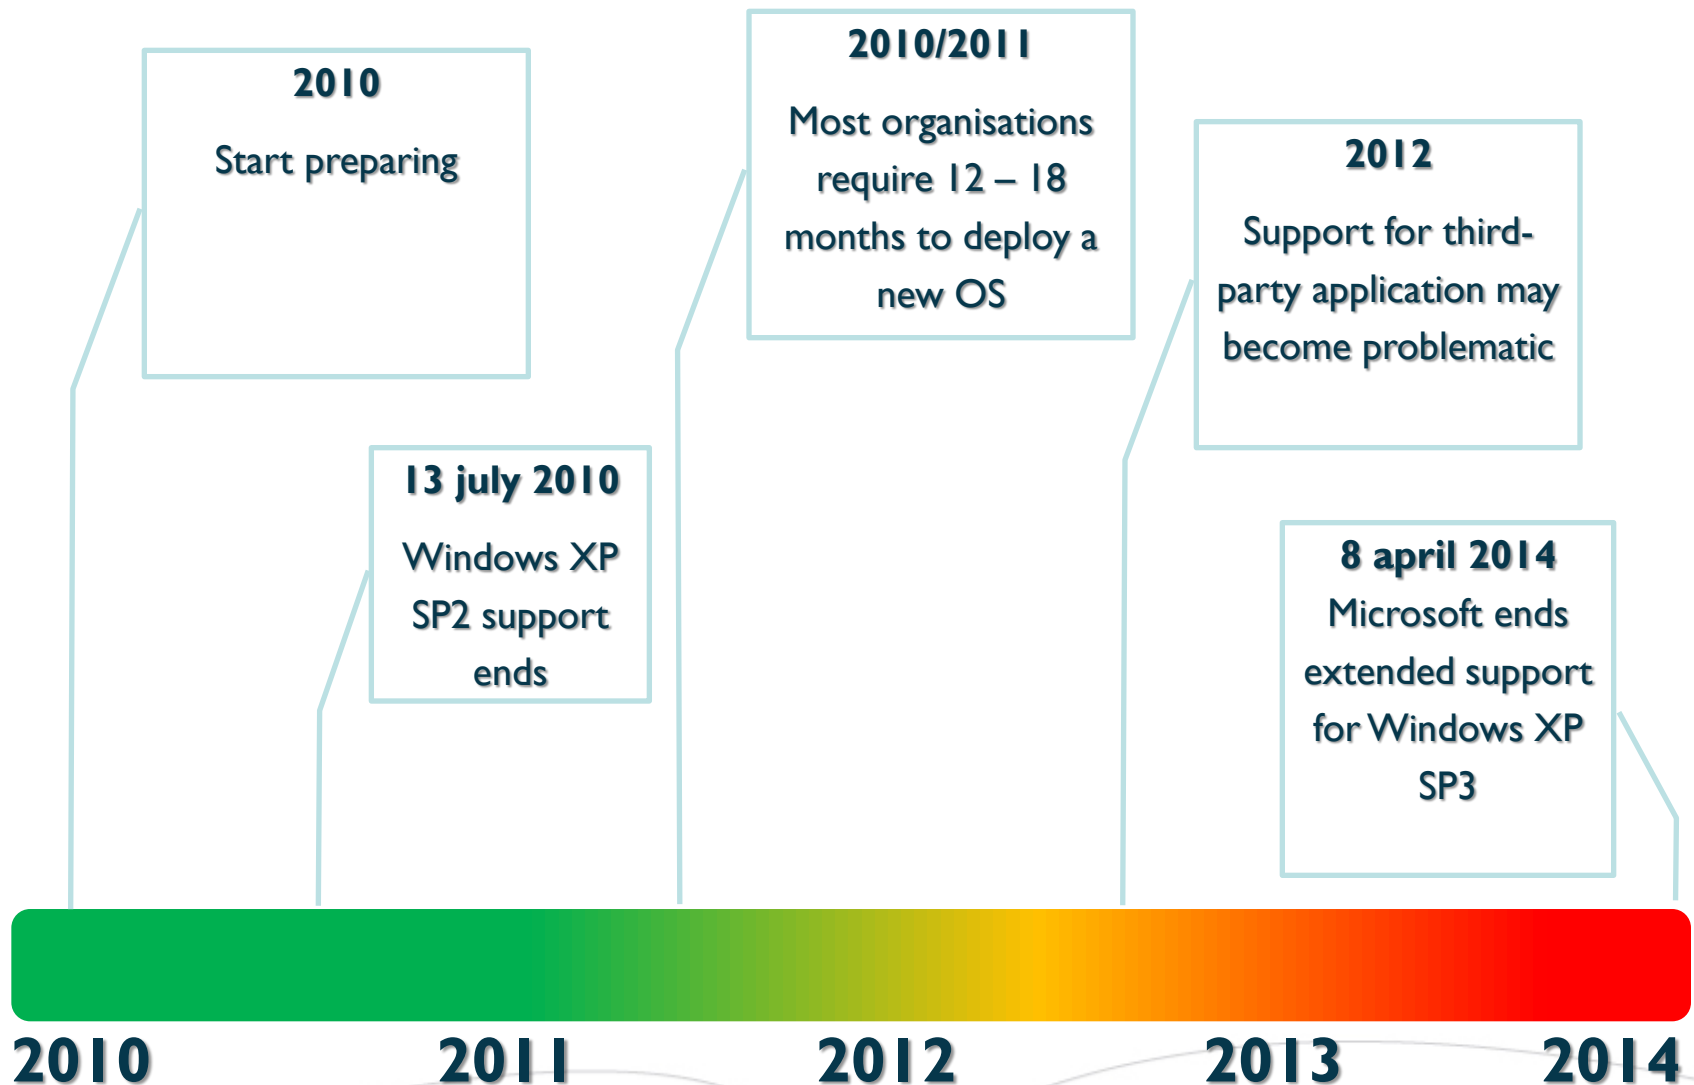 2010
Start preparing
13 july 2010
Windows XP
SP2 support
ends
2010/2011
Most organisations
require 12 – 18
months to deploy a
new OS
2012
Support for third-
party application may
become problematic
8 april 2014
Microsoft ends
extended support
for Windows XP
SP3
2010 2011 2012 2013 2014